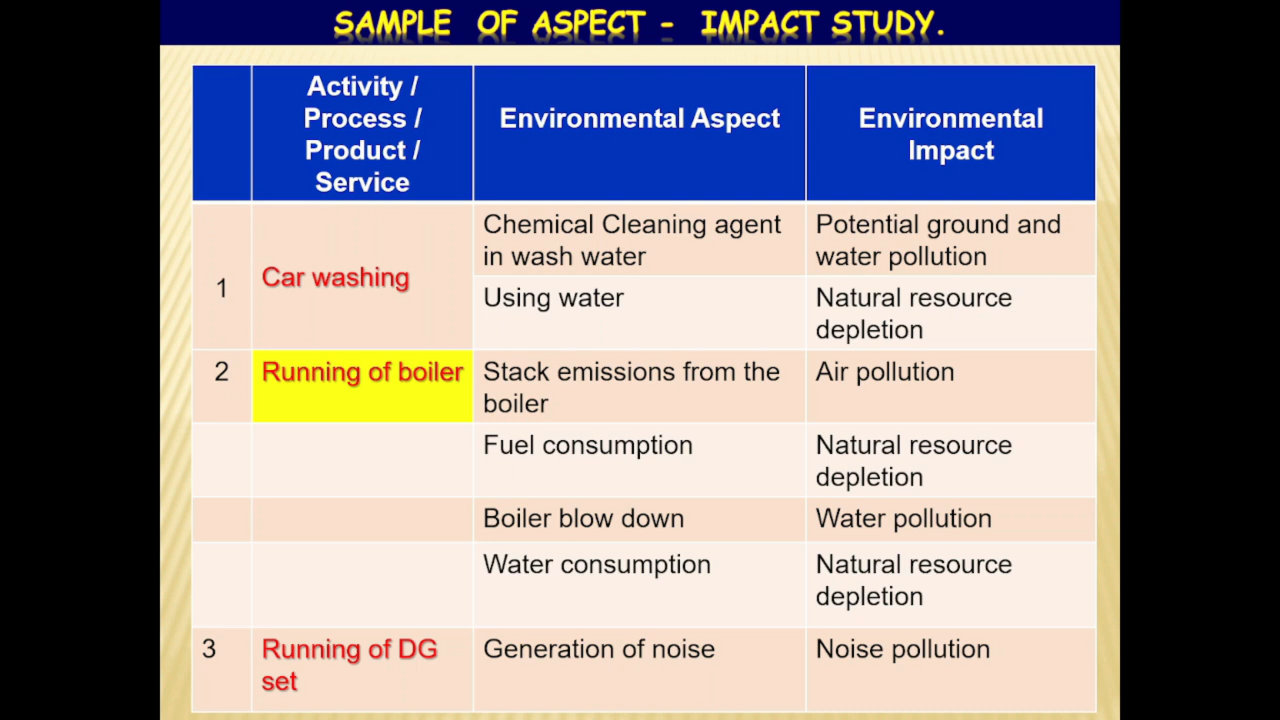 SAMPLE OF ASPECT - IMPACT STUDY.
Activity /
Process /
Product /
Service
Environmental Aspect
Environmental
Impact
1
Car washing
Chemical Cleaning agent
in wash water
Potential ground and
water pollution
Using water
Natural resource
depletion
2
Running of boiler
Stack emissions from the
boiler
Air pollution
Fuel consumption
Natural resource
depletion
Boiler blow down
Water pollution
Water consumption
Natural resource
depletion
3
Running of DG
set
Generation of noise
Noise pollution